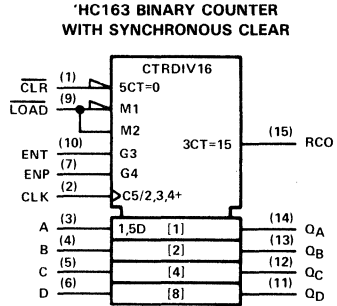 'HC163 BINARY COUNTER
WITH SYNCHRONOUS CLEAR
CTRDIV16
CLR (1) 5CT=0
LOAD (9) M1
M2
3CT=15 (15) RCO
ENT (10) G3
ENP (7) G4
CLK (2) C5/2,3,4+
A (3) 1,5D [1] (14) QA
B (4) [2] (13) QB
C (5) [4] (12) QC
D (6) [8] (11) QD